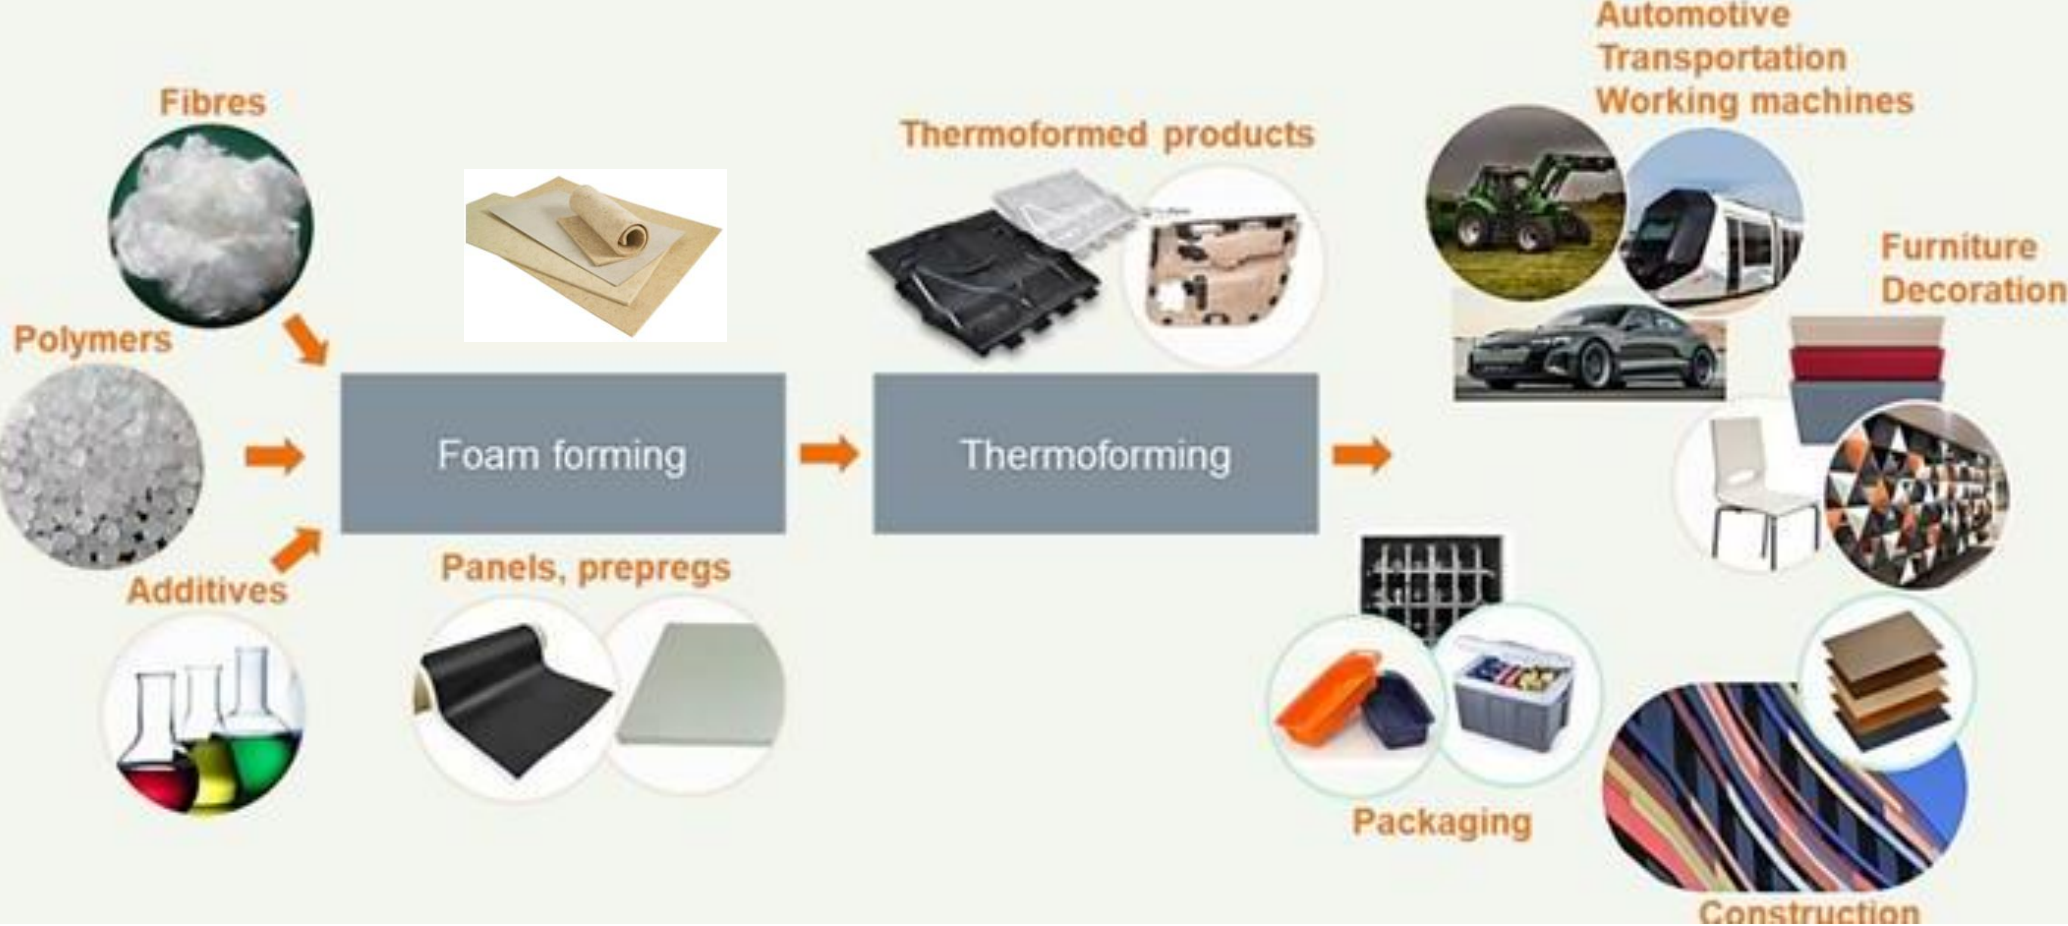 Fibres
Polymers
Additives
Foam forming
Panels, prepregs
Thermoformed products
Thermoforming
Automotive
Transportation
Working machines
Furniture
Decoration
Packaging
Construction